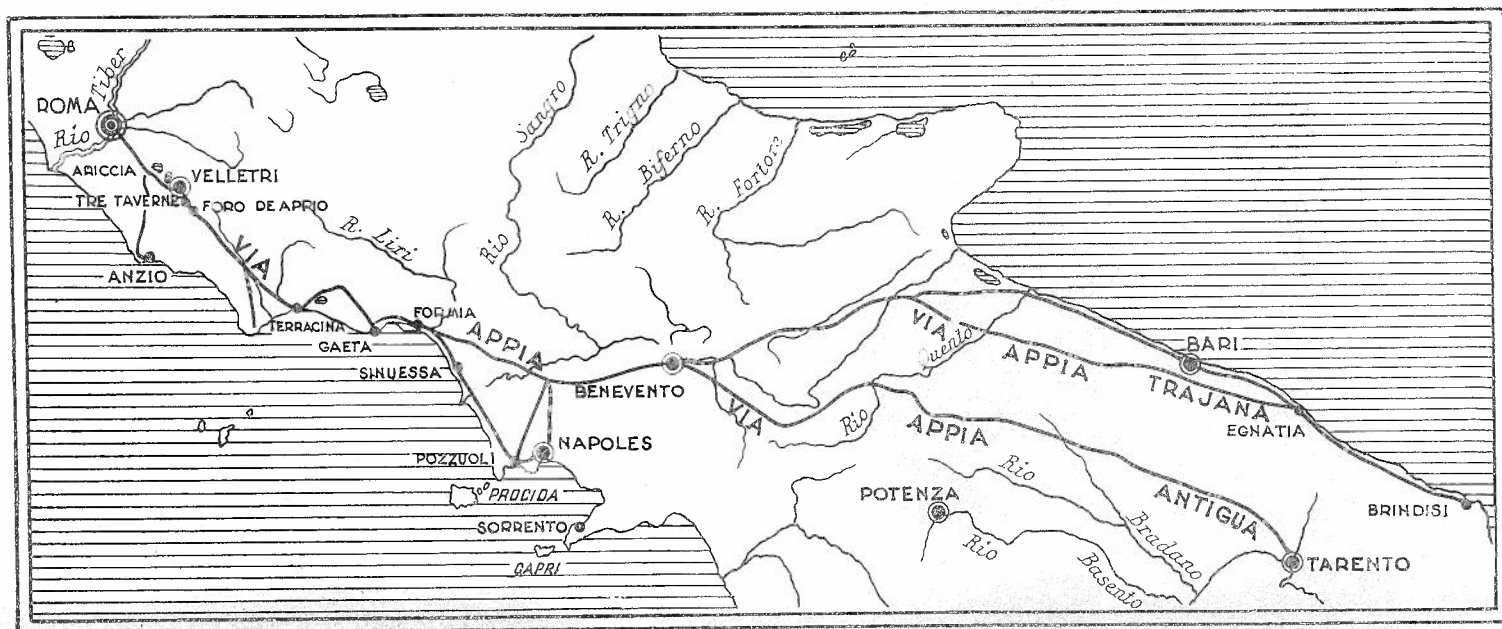 Rio Tiber
ROMA
ARICCIA
VELLETRI
TRE TAVERNE
FORO DE APPIO
ANZIO
VIA
R. Liri
TERRACINA
GAETA
FORMIA
APPIA
SINUESSA
Rio Sangro
R. Trigno
R. Biferno
R. Fortore
BENEVENTO
NAPOLES
POZZUOLI
PROCIDA
SORRENTO
CAPRI
VIA
APPIA
TRAJANA
BARI
EGNATIA
VIA
APPIA
ANTIGUA
Rio
POTENZA
Rio Bradano
Rio Basento
BRINDISI
TARENTO